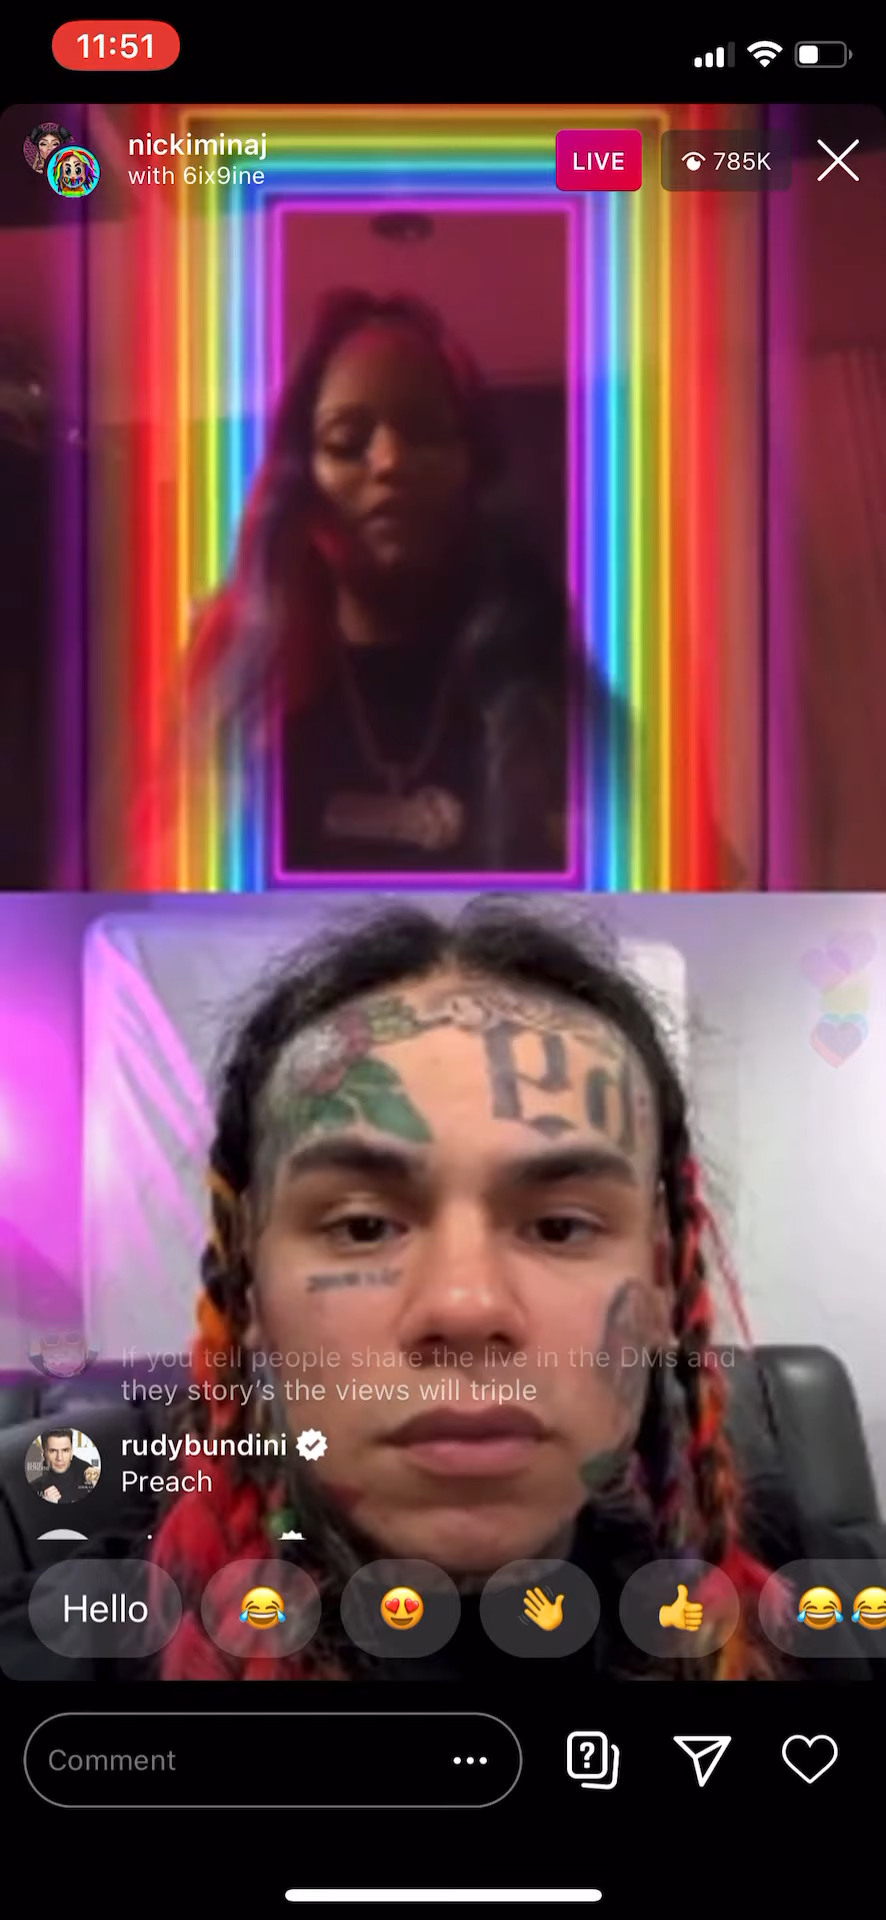 11:51
nickiminaj
with 6ix9ine
LIVE
785K
If you tell people share the live in the DMs and
they story's the views will triple
rudybundini
Preach
Hello
Comment